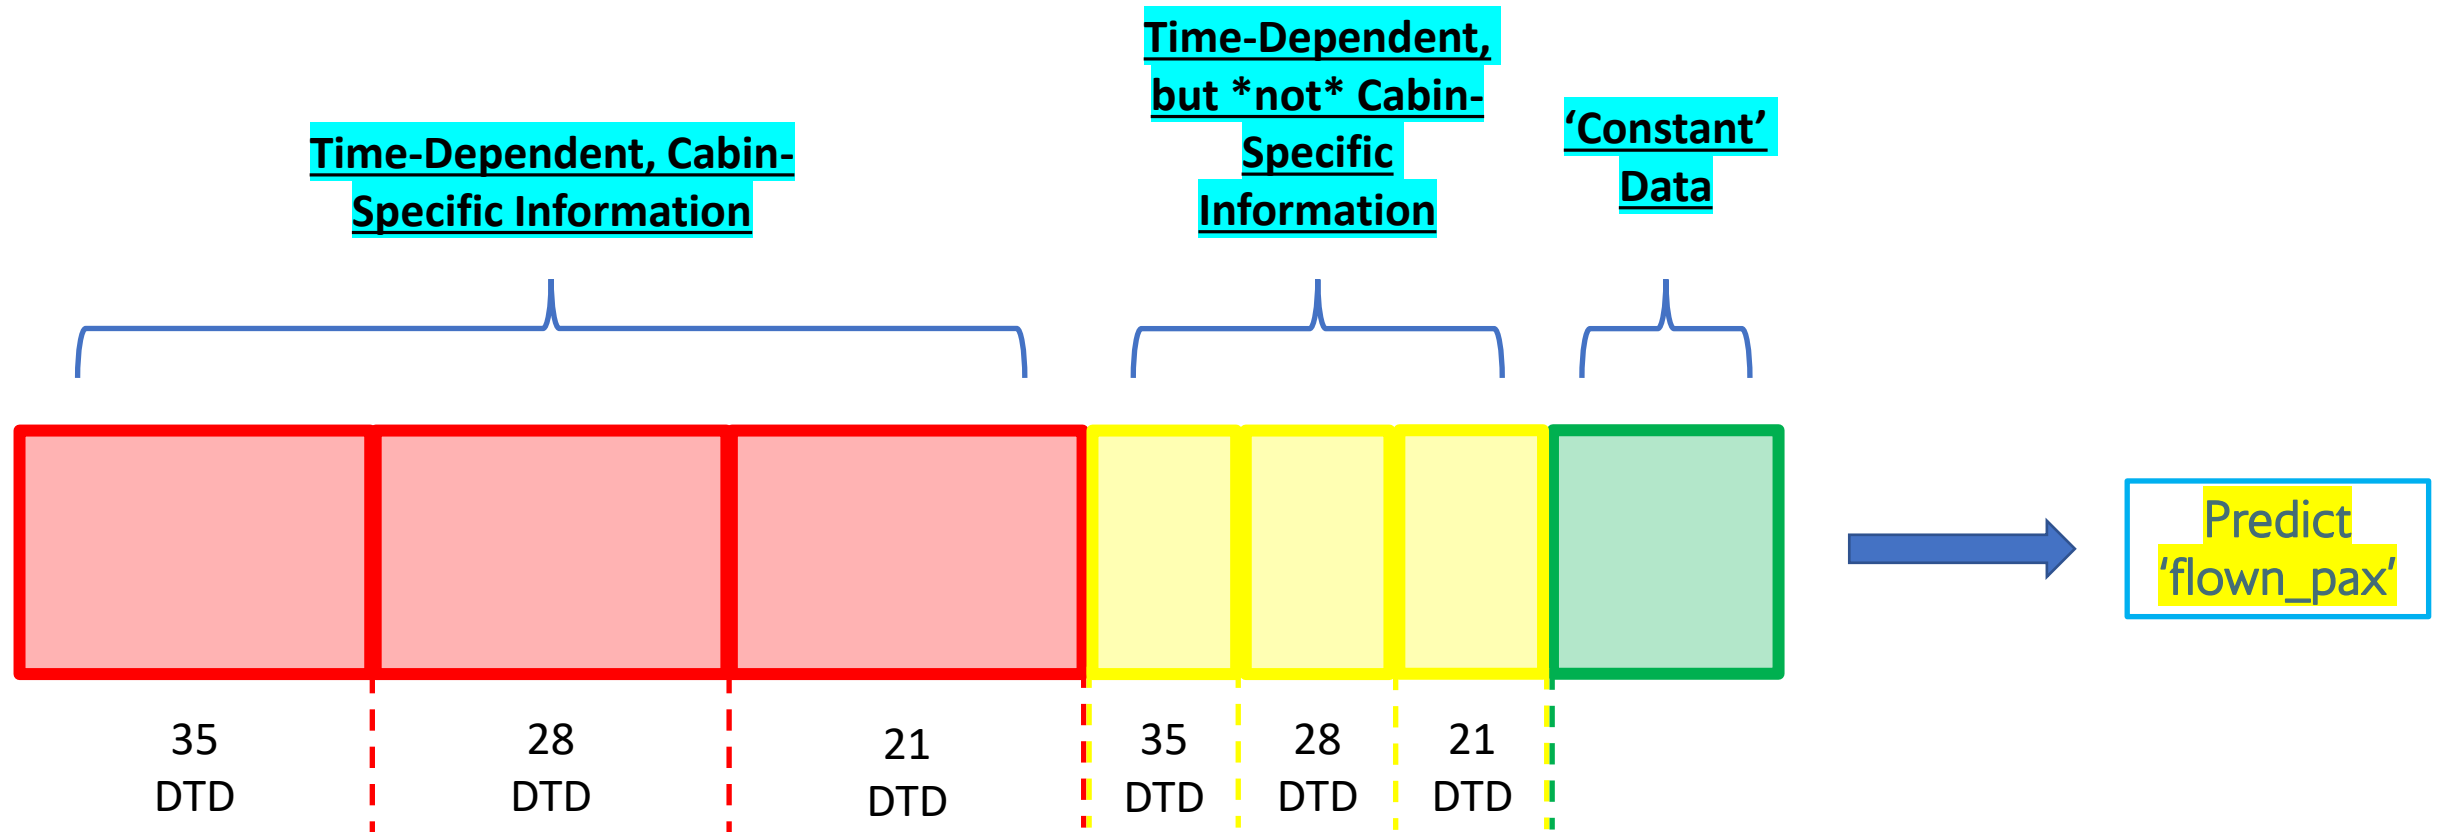 Time-Dependent, Cabin-
Specific Information
Time-Dependent,
but *not* Cabin-
Specific
Information
‘Constant’
Data
Predict
‘flown_pax’
35
DTD
28
DTD
21
DTD
35
DTD
28
DTD
21
DTD